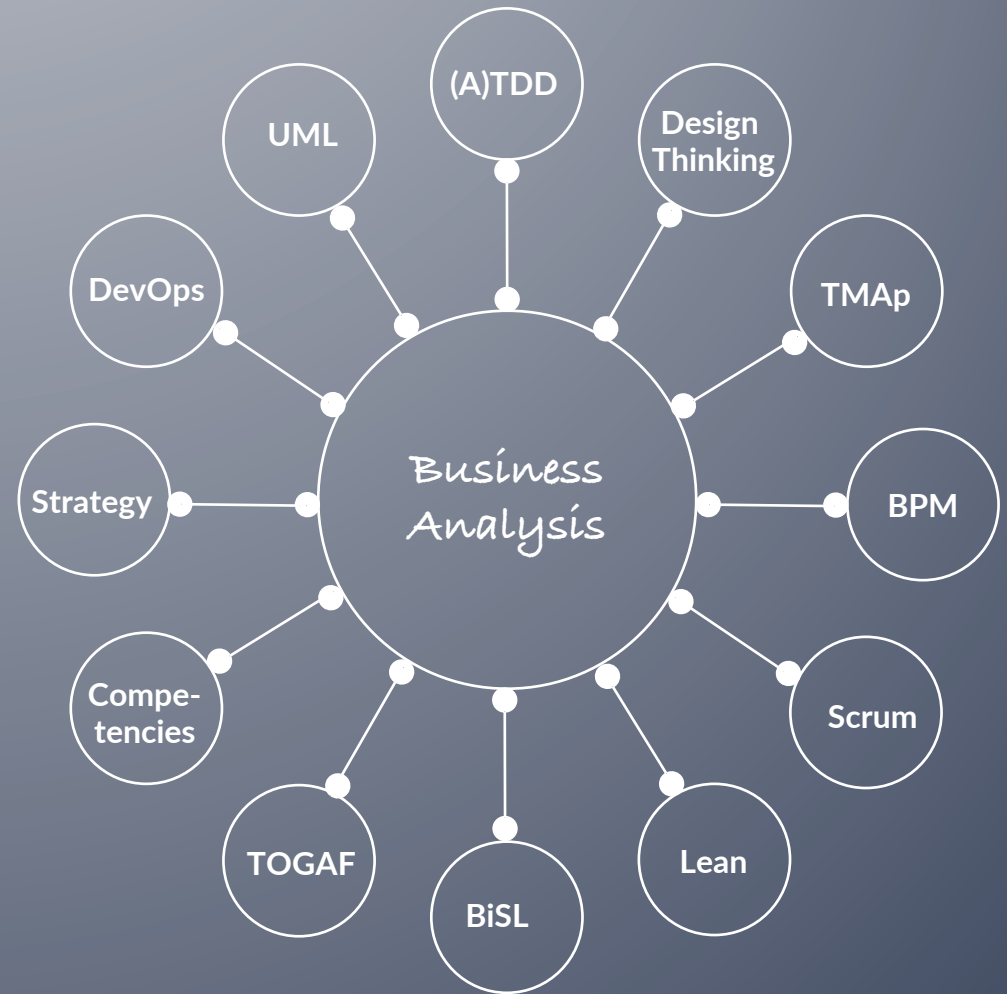 (A)TDD
UML
Design
Thinking
DevOps
TMAp
Business
Analysis
Strategy
BPM
Compe-
tencies
Scrum
TOGAF
Lean
BiSL